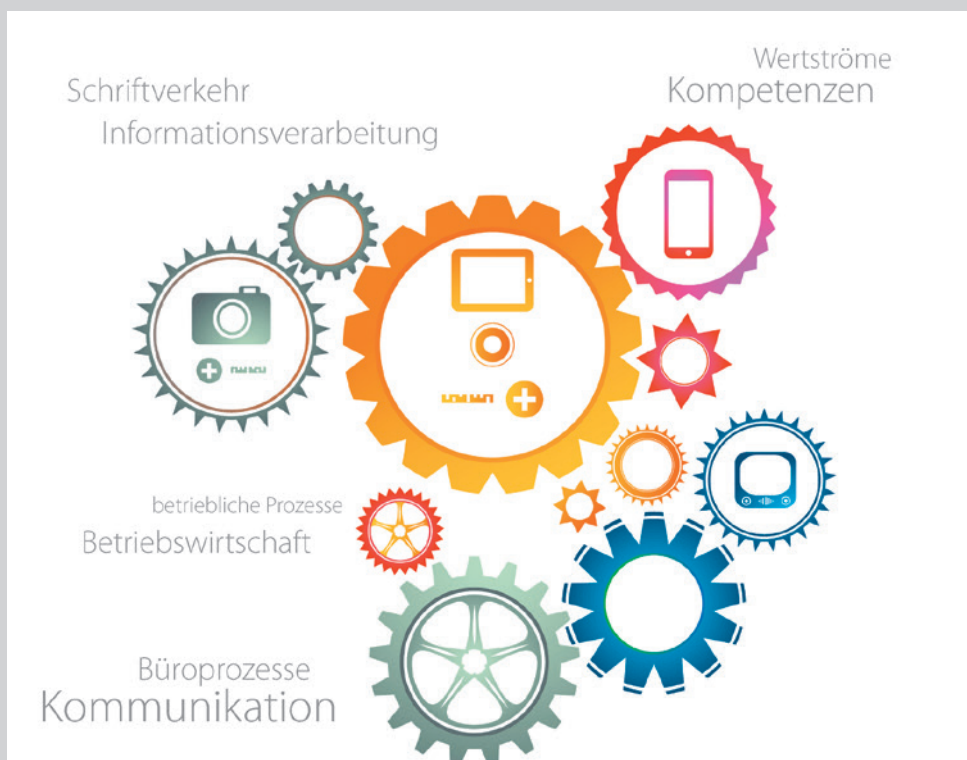 Wertströme
Kompetenzen
Schriftverkehr
Informationsverarbeitung
betriebliche Prozesse
Betriebswirtschaft
Büroprozesse
Kommunikation